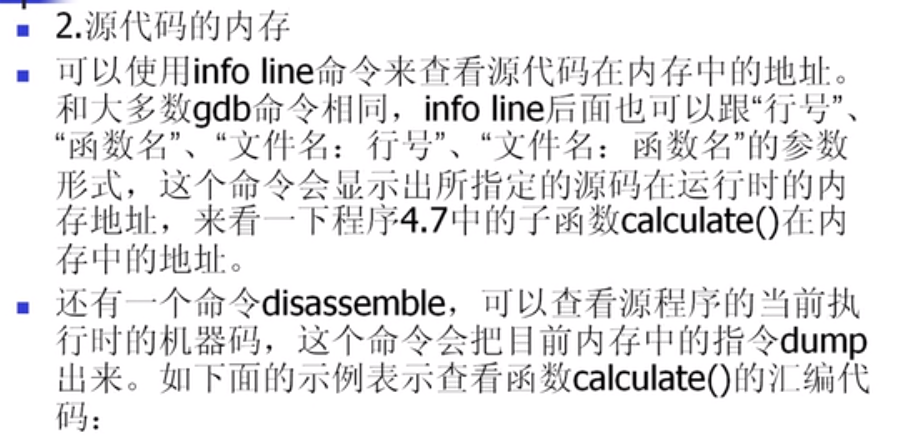 2.源代码的内存
可以使用info line命令来查看源代码在内存中的地址。
和大多数gdb命令相同，info line后面也可以跟“行号”、
“函数名”、“文件名：行号”、“文件名：函数名”的参数
形式，这个命令会显示出所指定的源码在运行时的内
存地址，来看一下程序4.7中的子函数calculate()在内
存中的地址。
还有一个命令disassemble，可以查看源程序的当前执
行时的机器码，这个命令会把目前内存中的指令dump
出来。如下面的示例表示查看函数calculate()的汇编代
码：